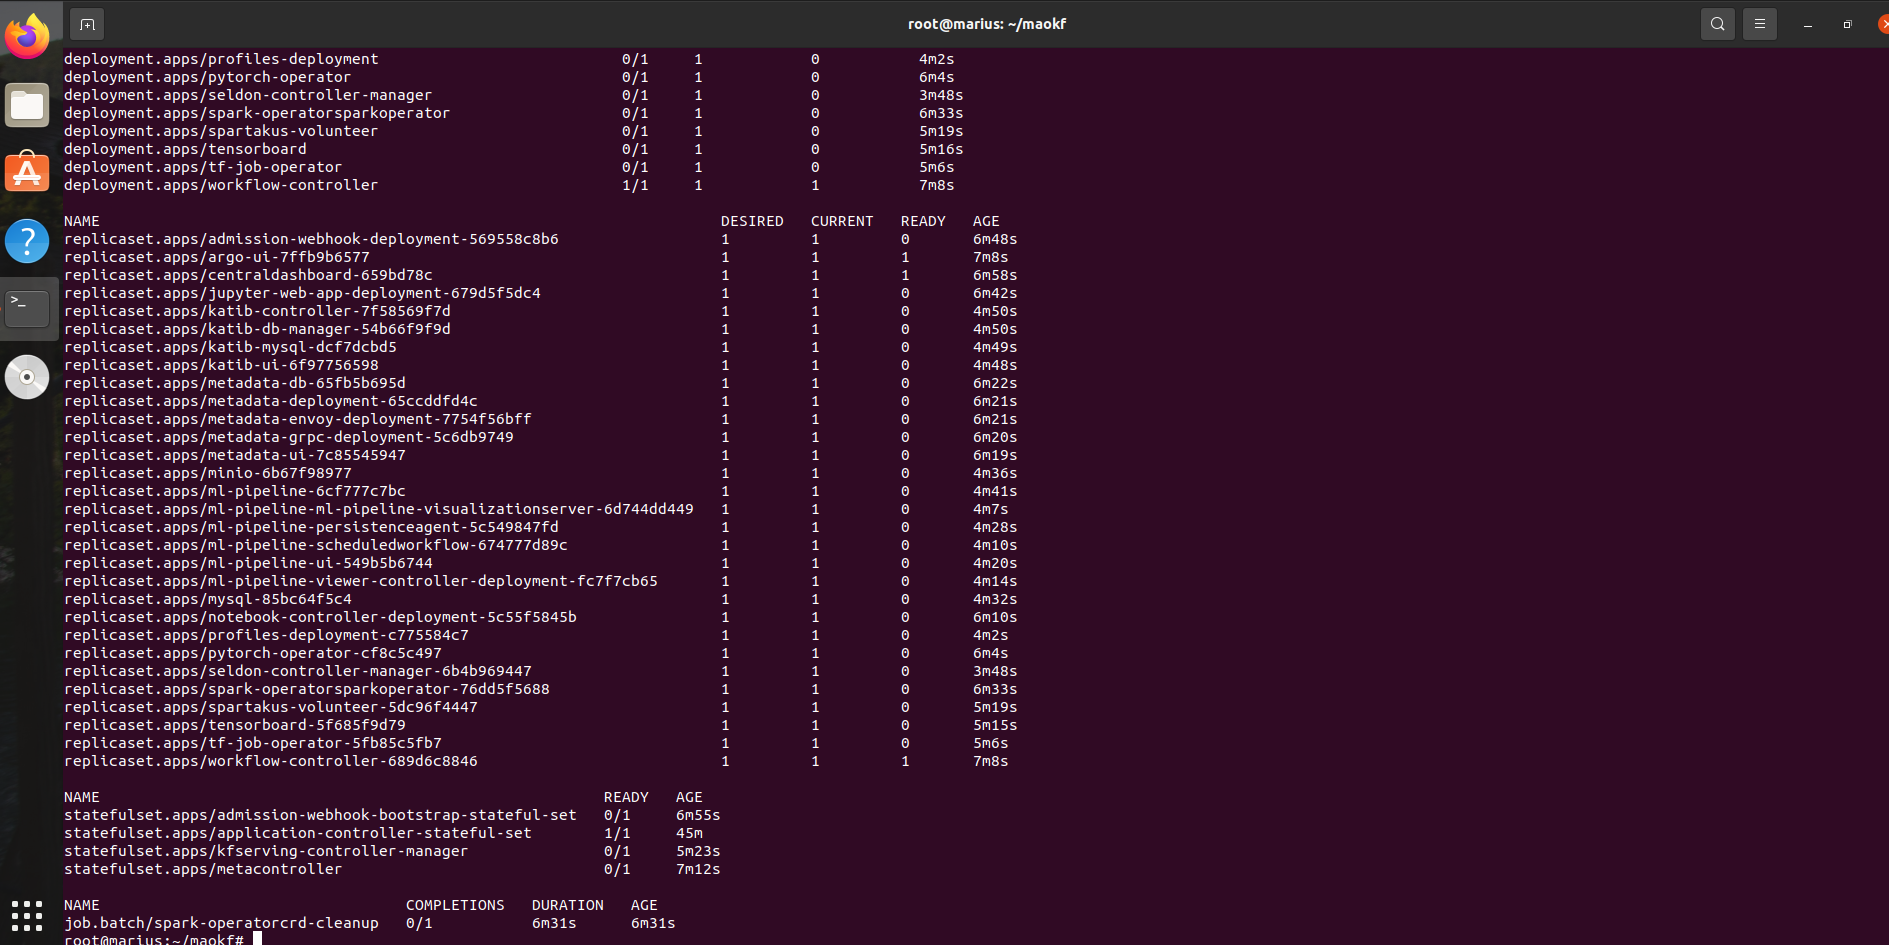 root@marius: ~/maokf
deployment.apps/profiles-deployment 0/1 1 0 4m2s
deployment.apps/pytorch-operator 0/1 1 0 6m4s
deployment.apps/seldon-controller-manager 0/1 1 0 3m48s
deployment.apps/spark-operatorsparkoperator 0/1 1 0 6m33s
deployment.apps/spartakus-volunteer 0/1 1 0 5m19s
deployment.apps/tensorboard 0/1 1 0 5m16s
deployment.apps/tf-job-operator 0/1 1 0 5m6s
deployment.apps/workflow-controller 1/1 1 1 7m8s
NAME DESIRED CURRENT READY AGE
replicaset.apps/admission-webhook-deployment-569558c8b6 1 1 0 6m48s
replicaset.apps/argo-ui-7ffb9b6577 1 1 1 7m8s
replicaset.apps/centraldashboard-659bd78c 1 1 1 6m58s
replicaset.apps/jupyter-web-app-deployment-679d5f5dc4 1 1 0 6m42s
replicaset.apps/katib-controller-7f58569f7d 1 1 0 4m50s
replicaset.apps/katib-db-manager-54b66f9f9d 1 1 0 4m50s
replicaset.apps/katib-mysql-dcf7dcbd5 1 1 0 4m49s
replicaset.apps/katib-ui-6f97756598 1 1 0 4m48s
replicaset.apps/metadata-db-65fb5b695d 1 1 0 6m22s
replicaset.apps/metadata-deployment-65ccddfd4c 1 1 0 6m21s
replicaset.apps/metadata-envoy-deployment-7754f56bff 1 1 0 6m21s
replicaset.apps/metadata-grpc-deployment-5c6db9749 1 1 0 6m20s
replicaset.apps/metadata-ui-7c85545947 1 1 0 6m19s
replicaset.apps/minio-6b67f98977 1 1 0 4m36s
replicaset.apps/ml-pipeline-6cf777c7bc 1 1 0 4m41s
replicaset.apps/ml-pipeline-ml-pipeline-visualizationserver-6d744dd449 1 1 0 4m7s
replicaset.apps/ml-pipeline-persistenceagent-5c549847fd 1 1 0 4m28s
replicaset.apps/ml-pipeline-scheduledworkflow-674777d89c 1 1 0 4m10s
replicaset.apps/ml-pipeline-ui-549b5b6744 1 1 0 4m20s
replicaset.apps/ml-pipeline-viewer-controller-deployment-fc7f7cb65 1 1 0 4m14s
replicaset.apps/mysql-85bc64f5c4 1 1 0 4m32s
replicaset.apps/notebook-controller-deployment-5c55f5845b 1 1 0 6m10s
replicaset.apps/profiles-deployment-c775584c7 1 1 0 4m2s
replicaset.apps/pytorch-operator-cf8c5c497 1 1 0 6m4s
replicaset.apps/seldon-controller-manager-6b4b969447 1 1 0 3m48s
replicaset.apps/spark-operatorsparkoperator-76dd5f5688 1 1 0 6m33s
replicaset.apps/spartakus-volunteer-5dc96f4447 1 1 0 5m19s
replicaset.apps/tensorboard-5f685f9d79 1 1 0 5m15s
replicaset.apps/tf-job-operator-5fb85c5fb7 1 1 0 5m6s
replicaset.apps/workflow-controller-689d6c8846 1 1 1 7m8s
NAME READY AGE
statefulset.apps/admission-webhook-bootstrap-stateful-set 0/1 6m55s
statefulset.apps/application-controller-stateful-set 1/1 45m
statefulset.apps/kfserving-controller-manager 0/1 5m23s
statefulset.apps/metacontroller 0/1 7m12s
NAME COMPLETIONS DURATION AGE
job.batch/spark-operatorcrd-cleanup 0/1 6m31s 6m31s
root@marius:~/maokf#